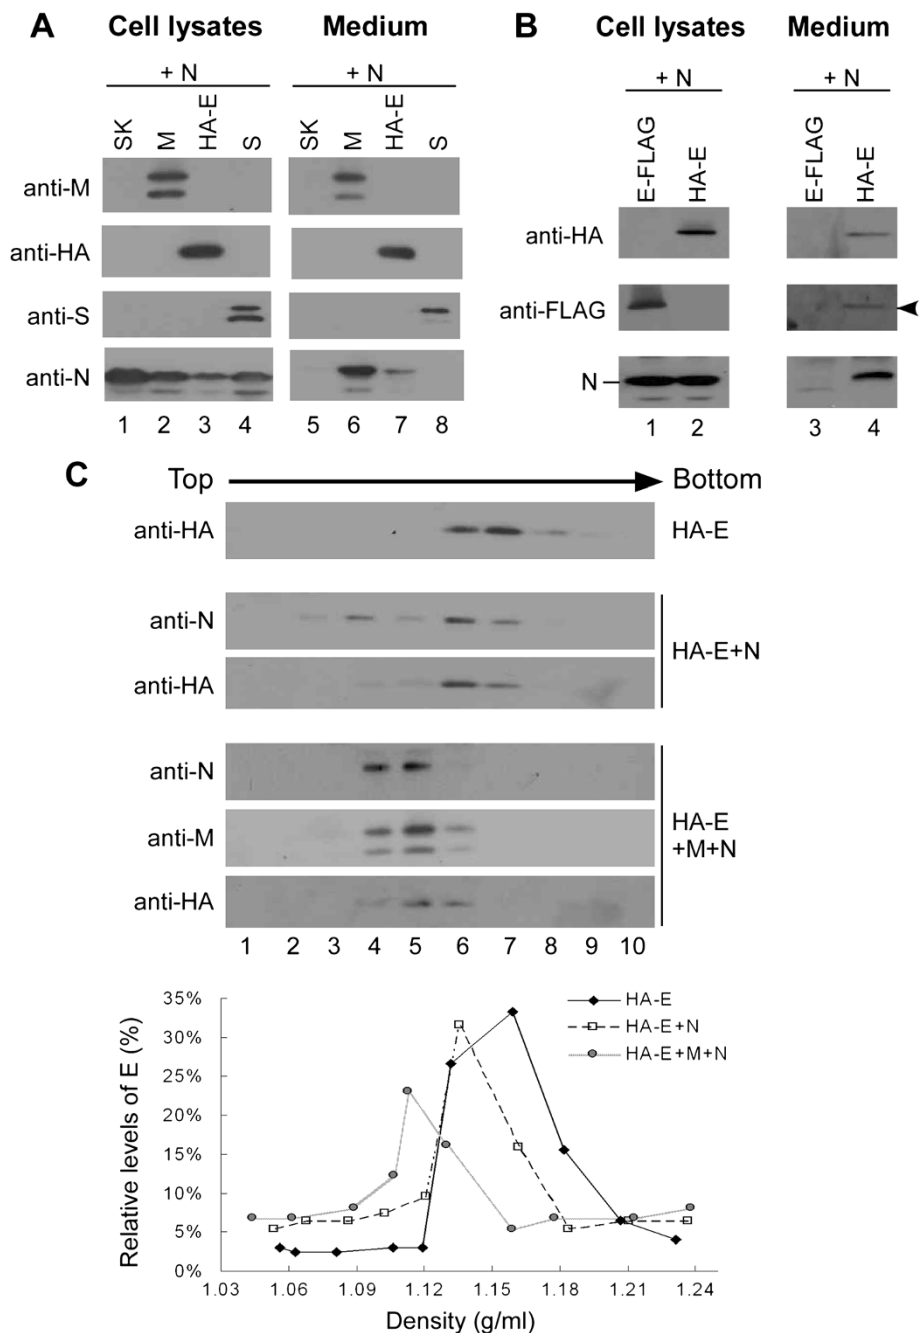 A Cell lysates Medium
+ N + N
SK M HA-E S SK M HA-E S
anti-M
anti-HA
anti-S
anti-N
1 2 3 4 5 6 7 8
B Cell lysates Medium
+ N + N
E-FLAG HA-E E-FLAG HA-E
anti-HA
anti-FLAG
N
1 2 3 4
C Top Bottom
anti-HA HA-E
anti-N
HA-E+N
anti-HA
anti-N
anti-M
HA-E
+M+N
anti-HA
1 2 3 4 5 6 7 8 9 10
35%
30%
25%
20%
15%
10%
5%
0%
Relative levels of E (%)
HA-E
HA-E+N
HA-E+M+N
1.03 1.06 1.09 1.12 1.15 1.18 1.21 1.24
Density (g/ml)